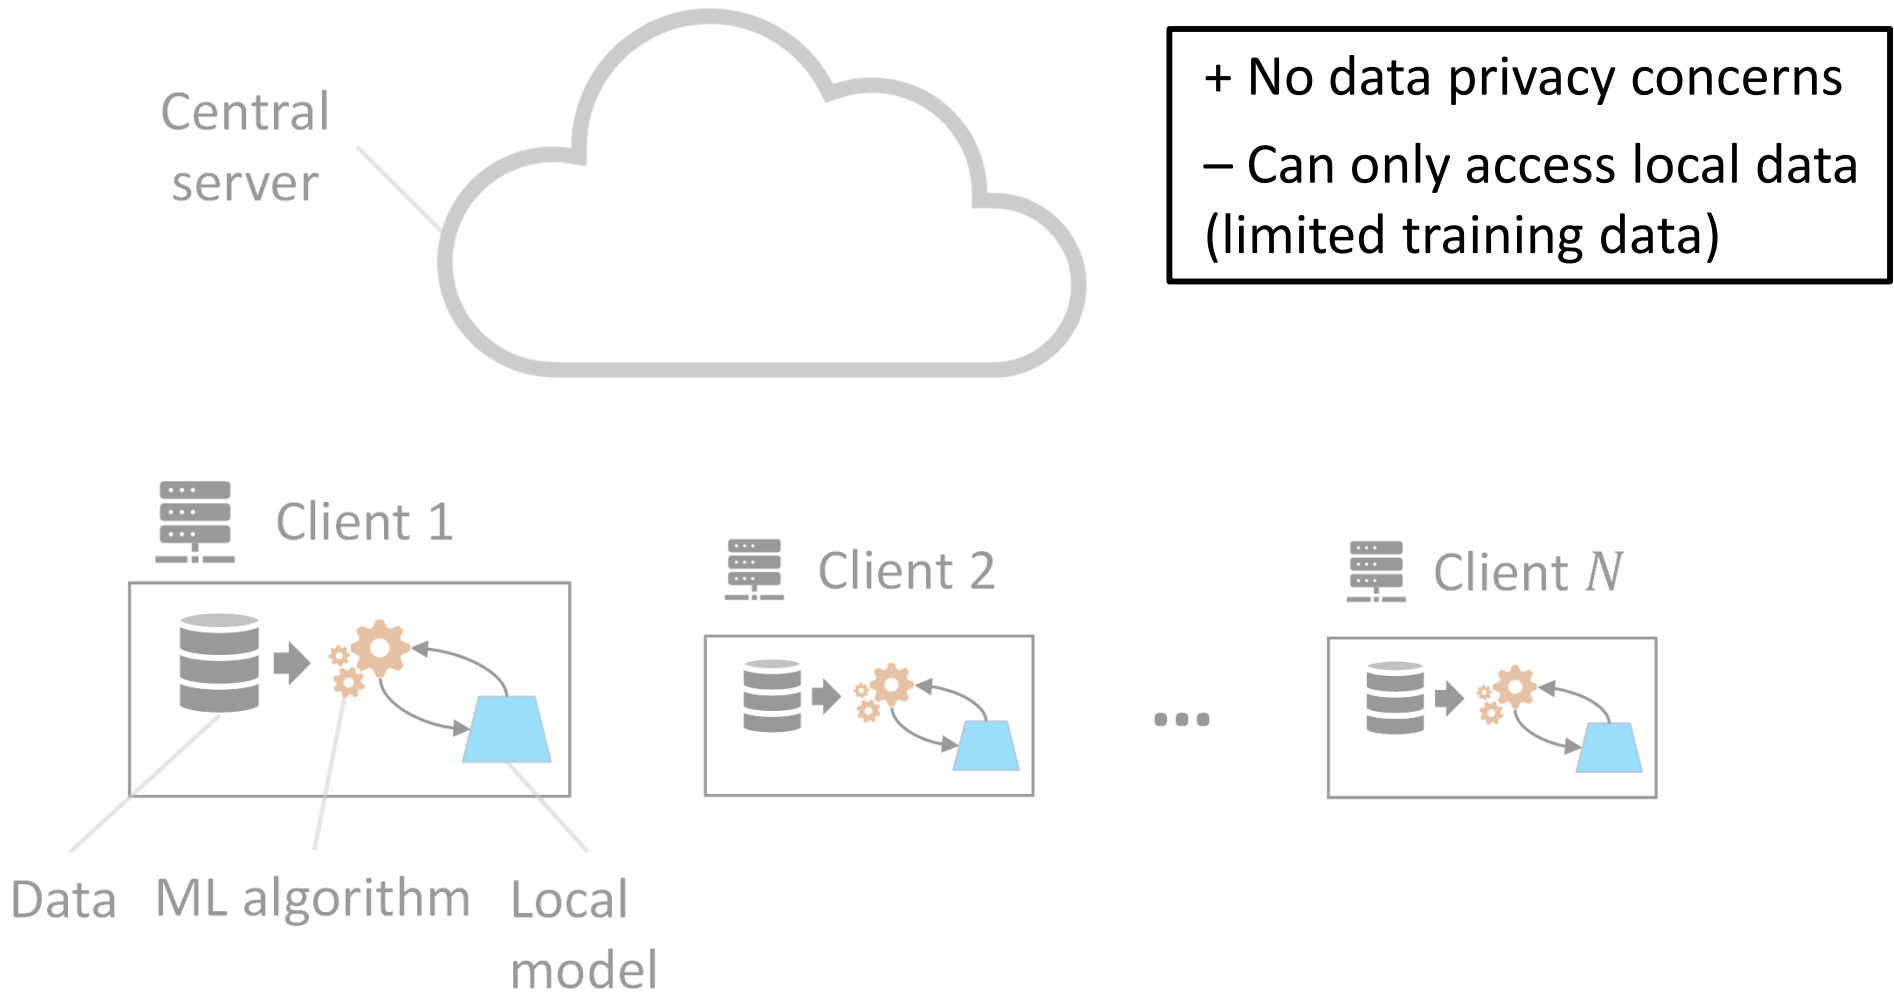 Central
server
+ No data privacy concerns
– Can only access local data
(limited training data)
Client 1
Client 2
...
Client N
Data
ML algorithm
Local
model